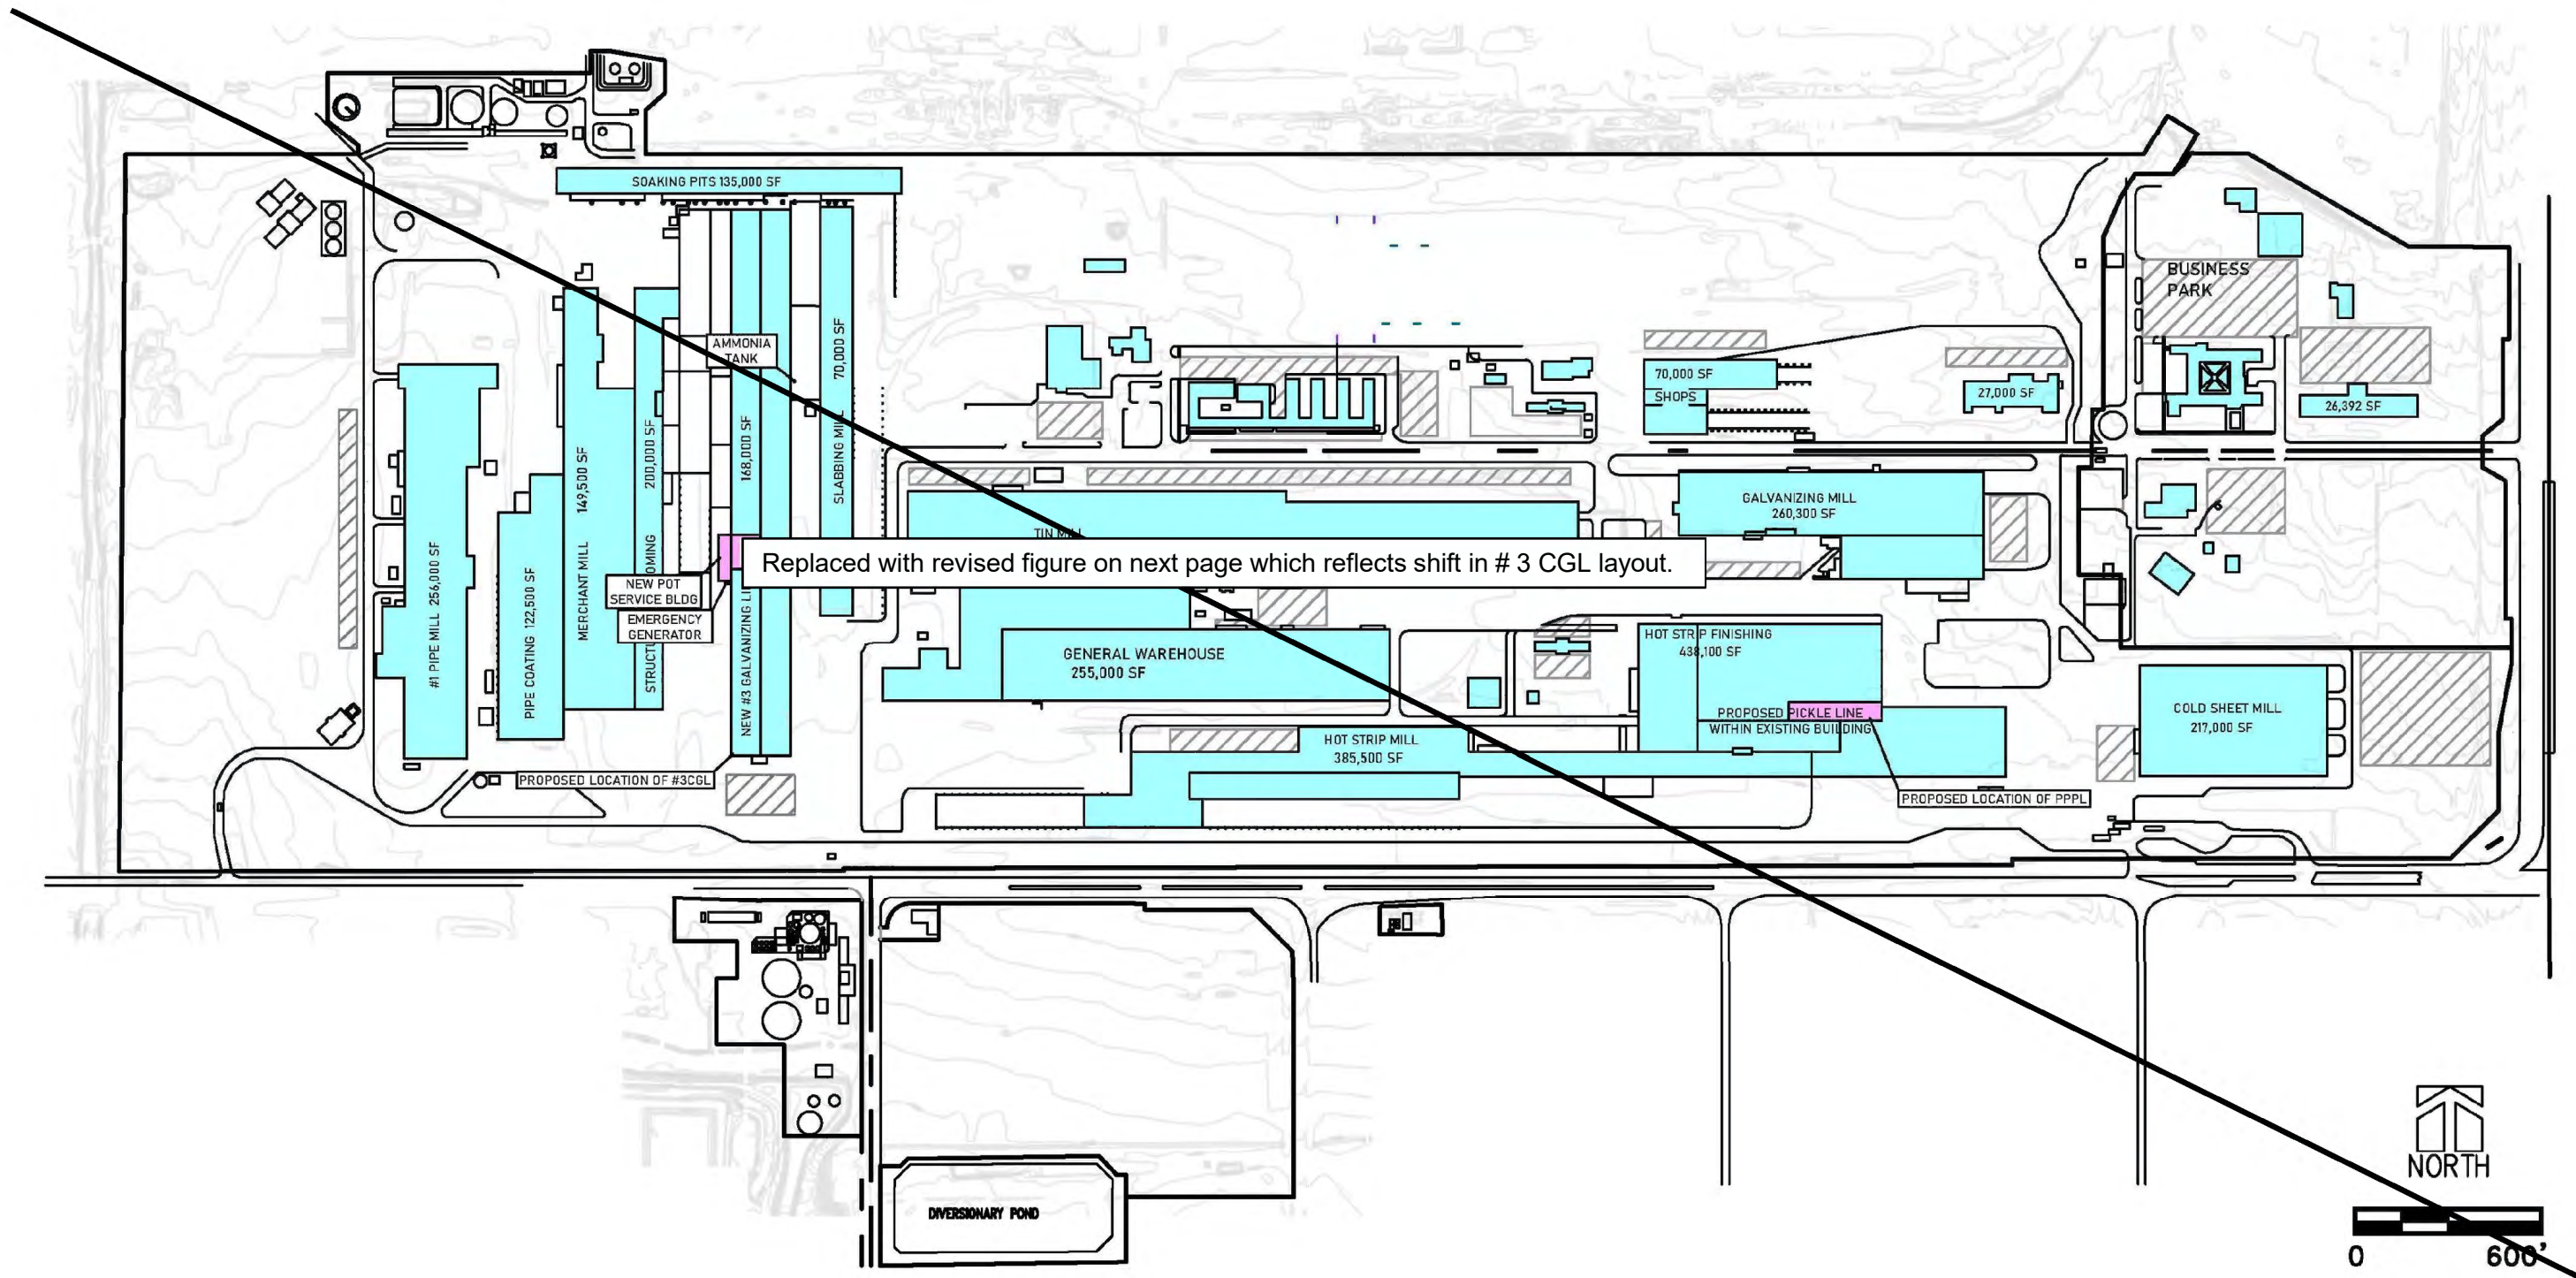 SOAKING PITS 135,000 SF
BUSINESS
PARK
AMMONIA
TANK
70,000 SF
SLABBING MILL
70,000 SF
SHOPS
27,000 SF
26,392 SF
168,000 SF
200,000 SF
149,500 SF
MERCHANT MILL
GALVANIZING MILL
260,300 SF
TIN
Replaced with revised figure on next page which reflects shift in # 3 CGL layout.
#1 PIPE MILL 256,000 SF
PIPE COATING 122,500 SF
NEW POT
SERVICE BLDG
EMERGENCY
GENERATOR
NEW #3 GALVANIZING
GENERAL WAREHOUSE
255,000 SF
HOT STRIP FINISHING
438,100 SF
PROPOSED PICKLE LINE
WITHIN EXISTING BUILDING
COLD SHEET MILL
217,000 SF
HOT STRIP MILL
385,500 SF
PROPOSED LOCATION OF #3CGL
PROPOSED LOCATION OF PPPL
DIVERSIONARY POND
NORTH
0 600'